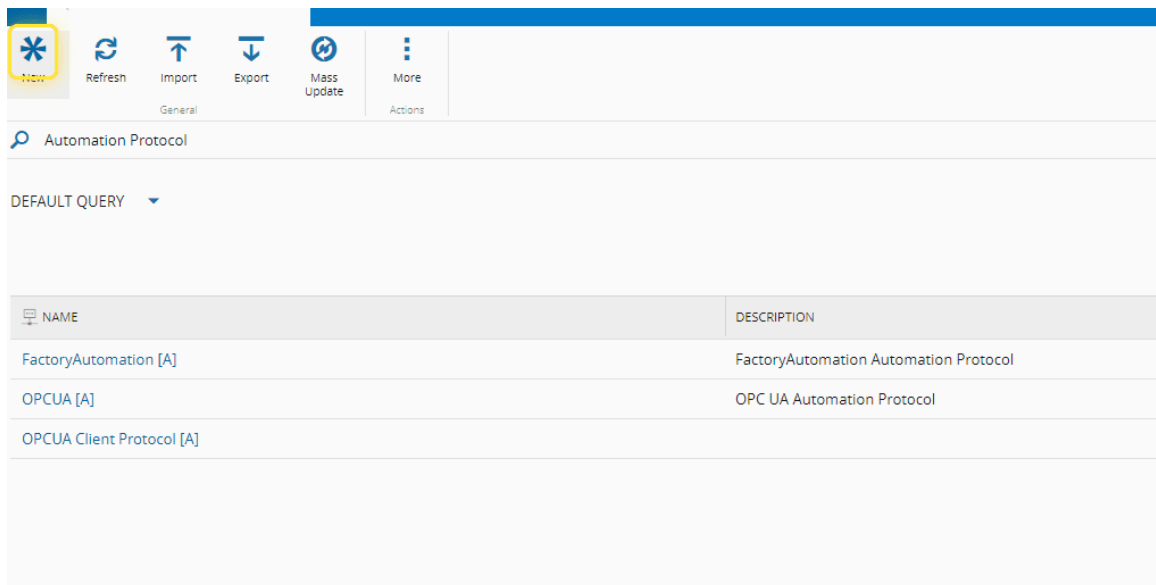 New Refresh Import Export Mass Update More
General Actions
Automation Protocol
DEFAULT QUERY
NAME DESCRIPTION
FactoryAutomation [A] FactoryAutomation Automation Protocol
OPCUA [A] OPC UA Automation Protocol
OPCUA Client Protocol [A]